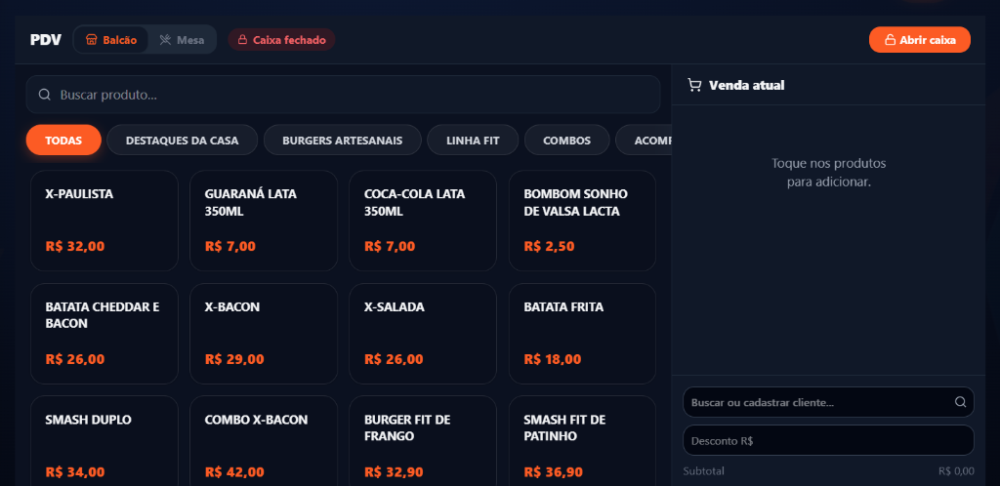 PDV
Balcão
Mesa
Caixa fechado
Abrir caixa
Buscar produto...
TODAS
DESTAQUES DA CASA
BURGERS ARTESANAIS
LINHA FIT
COMBOS
X-PAULISTA
R$ 32,00
GUARANÁ LATA
350ML
R$ 7,00
COCA-COLA LATA
350ML
R$ 7,00
BOMBOM SONHO
DE VALSA LACTA
R$ 2,50
BATATA CHEDDAR E
BACON
R$ 26,00
X-BACON
R$ 29,00
X-SALADA
R$ 26,00
BATATA FRITA
R$ 18,00
SMASH DUPLO
R$ 34,00
COMBO X-BACON
R$ 42,00
BURGER FIT DE
FRANGO
R$ 32,90
SMASH FIT DE
PATINHO
R$ 36,90
Venda atual
Toque nos produtos
para adicionar.
Buscar ou cadastrar cliente...
Desconto R$
Subtotal
R$ 0,00